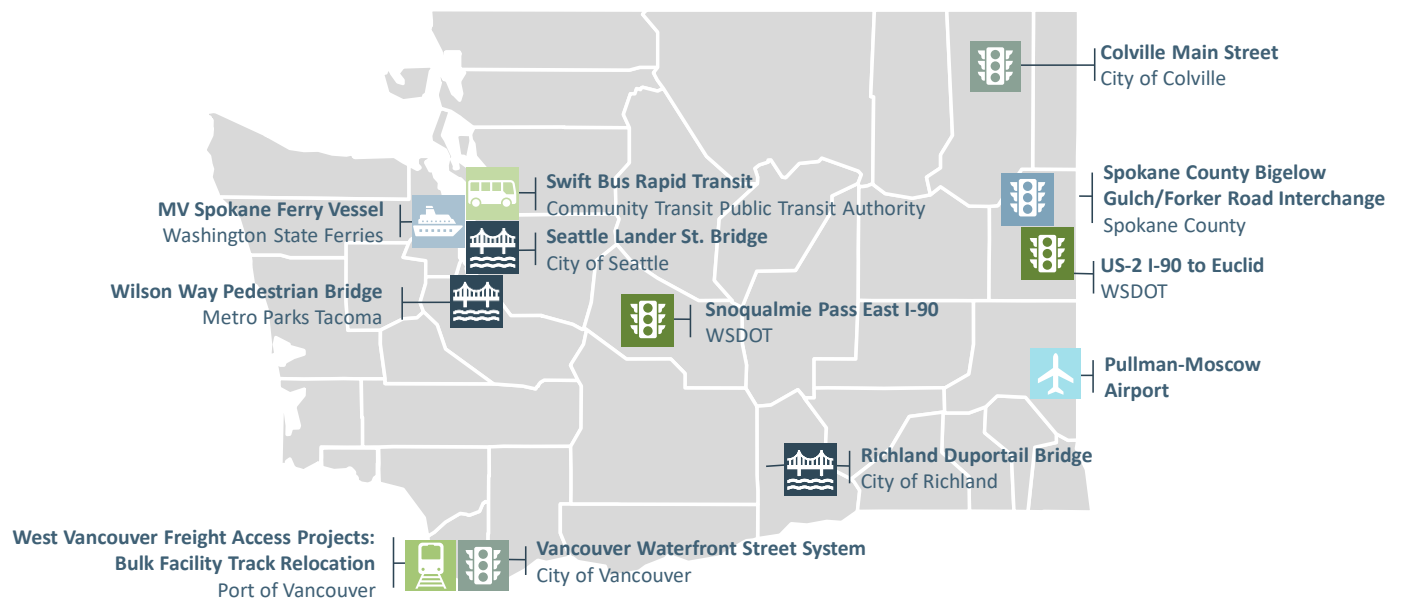 Colville Main Street
City of Colville
Spokane County Bigelow
Gulch/Forker Road Interchange
Spokane County
Swift Bus Rapid Transit
Community Transit Public Transit Authority
MV Spokane Ferry Vessel
Washington State Ferries
Seattle Lander St. Bridge
City of Seattle
US-2 I-90 to Euclid
WSDOT
Wilson Way Pedestrian Bridge
Metro Parks Tacoma
Snoqualmie Pass East I-90
WSDOT
Pullman-Moscow
Airport
Richland Duportail Bridge
City of Richland
West Vancouver Freight Access Projects:
Bulk Facility Track Relocation
Port of Vancouver
Vancouver Waterfront Street System
City of Vancouver